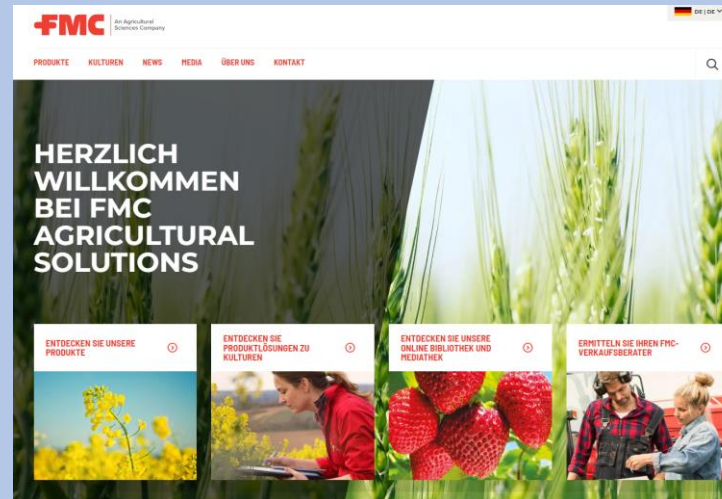 FMC
An Agricultural
Sciences Company
DE | DE
PRODUKTE KULTUREN NEWS MEDIA ÜBER UNS KONTAKT
HERZLICH
WILLKOMMEN
BEI FMC
AGRICULTURAL
SOLUTIONS
ENTDECKEN SIE UNSERE
PRODUKTE
ENTDECKEN SIE
PRODUKTLÖSUNGEN ZU
KULTUREN
ENTDECKEN SIE UNSERE
ONLINE BIBLIOTHEK UND
MEDIATHEK
ERMITTELN SIE IHREN FMC-
VERKAUFSBERATER